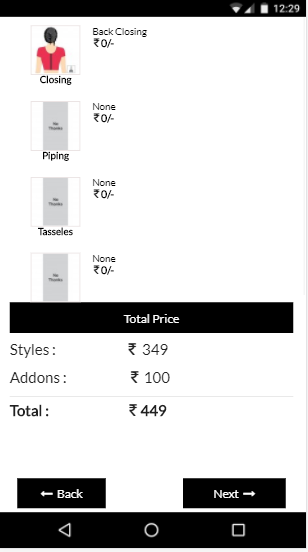 12:29
Back Closing
₹ 0/-
Closing
None
₹ 0/-
No
Thanks
Piping
None
₹ 0/-
No
Thanks
Tasseles
None
₹ 0/-
No
Thanks
Total Price
Styles : ₹ 349
Addons : ₹ 100
Total : ₹ 449
← Back
Next →